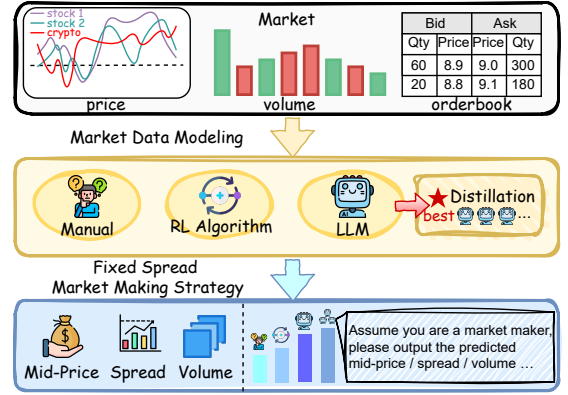 stock 1
stock 2
crypto
price
Market
volume
Bid Ask
Qty Price Price Qty
60 8.9 9.0 300
20 8.8 9.1 180
orderbook
Market Data Modeling
Manual
RL Algorithm
AI
LLM
Distillation
best
...
Fixed Spread
Market Making Strategy
Mid-Price
Spread
Volume
Assume you are a market maker,
please output the predicted
mid-price / spread / volume ...